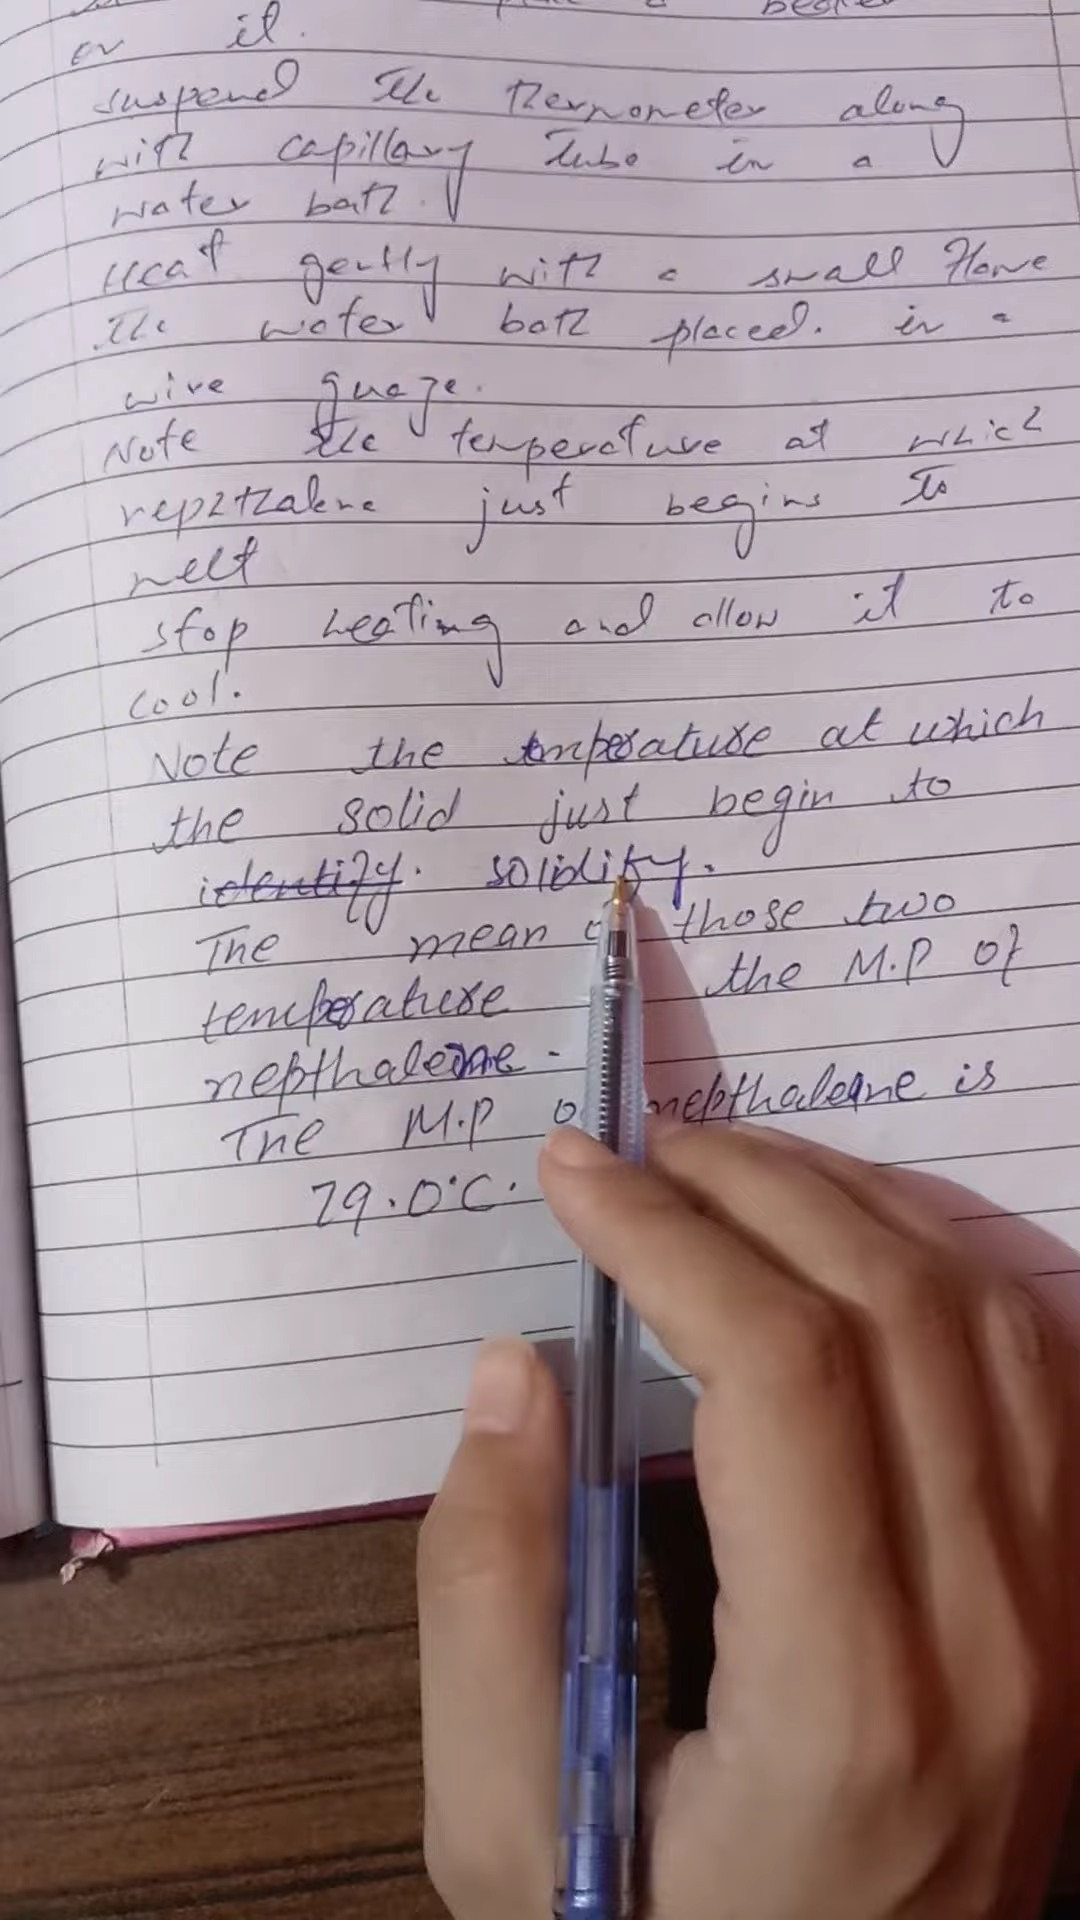 on it.
suspend the thermometer along
with capillary tube in a
water bath.
Heat gently with a small flame
the water bath placed. in a
wire guaze.
Note the temperature at which
nephthalene just begins to
melt
stop heating and allow it to
cool.
Note the temperature at which
the solid just begin to
identify. solidify.
The mean those two
temperature the M.P of
nepthalene.
The M.P nepthalene is
79.0°C.